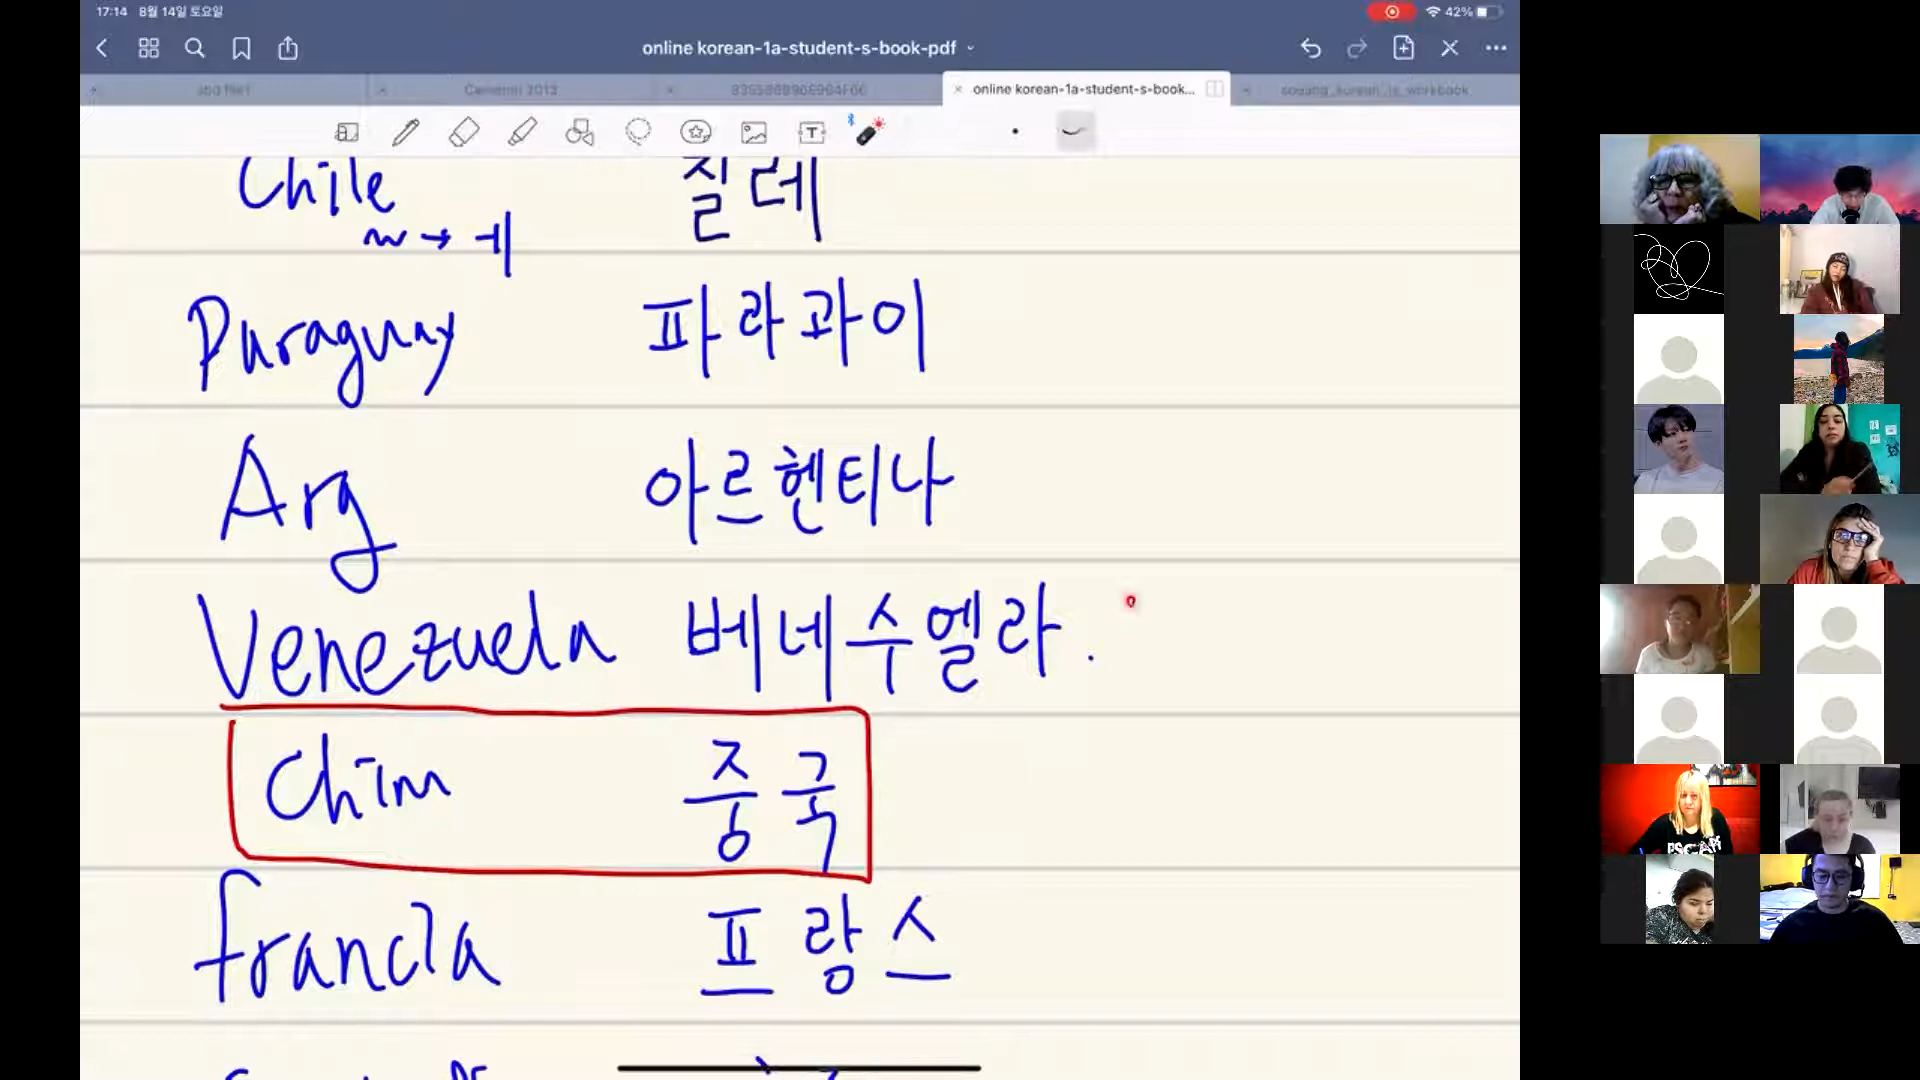 17:14 8월 14일 토요일
42%
online korean-1a-student-s-book-pdf
online korean-1a-student-s-book...
Chile 칠레
→ ㅔ
Paraguay 파라과이
Arg 아르헨티나
Venezuela 베네수엘라.
China 중국
francia 프랑스